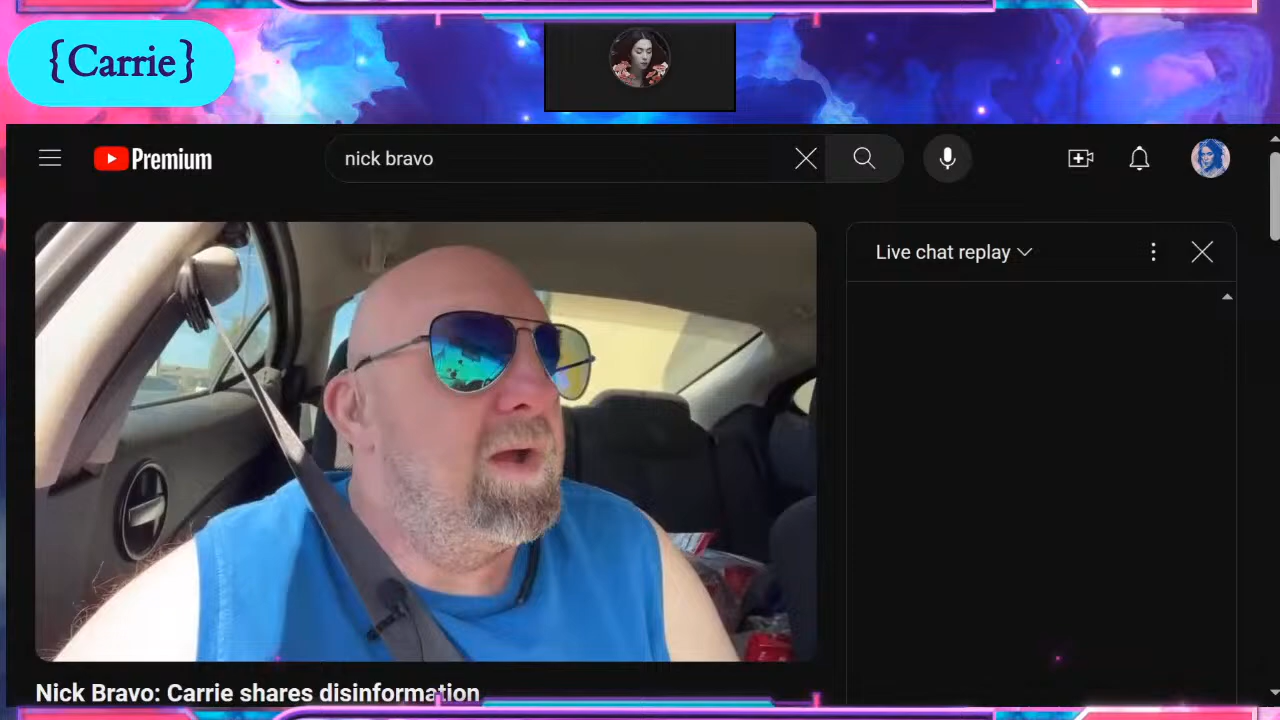 {Carrie}
Premium
nick bravo
Live chat replay
Nick Bravo: Carrie shares disinformation